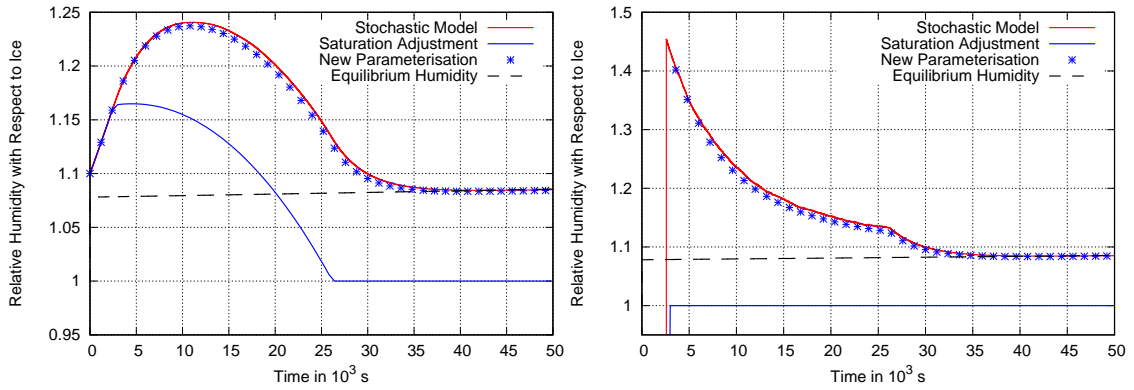 1.25
1.2
1.15
1.1
1.05
1
0.95
Relative Humidity with Respect to Ice
Stochastic Model
Saturation Adjustment
New Parameterisation
Equilibrium Humidity
0 5 10 15 20 25 30 35 40 45 50
Time in 10³ s
1.5
1.4
1.3
1.2
1.1
1
Relative Humidity with Respect to Ice
Stochastic Model
Saturation Adjustment
New Parameterisation
Equilibrium Humidity
0 5 10 15 20 25 30 35 40 45 50
Time in 10³ s